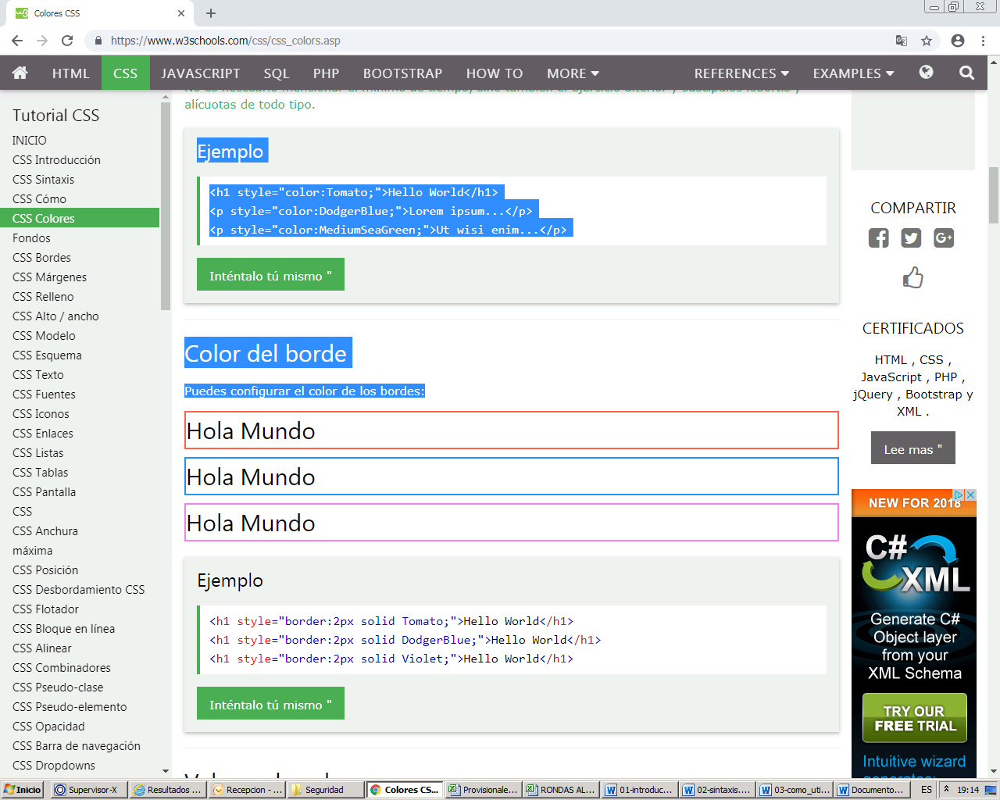 Colores CSS
https://www.w3schools.com/css/css_colors.asp
HTML CSS JAVASCRIPT SQL PHP BOOTSTRAP HOW TO MORE REFERENCES EXAMPLES
Tutorial CSS
INICIO
CSS Introducción
CSS Sintaxis
CSS Cómo
CSS Colores
Fondos
CSS Bordes
CSS Márgenes
CSS Relleno
CSS Alto / ancho
CSS Modelo
CSS Esquema
CSS Texto
CSS Fuentes
CSS Iconos
CSS Enlaces
CSS Listas
CSS Tablas
CSS Pantalla
CSS
CSS Anchura
máxima
CSS Posición
CSS Desbordamiento CSS
CSS Flotador
CSS Bloque en línea
CSS Alinear
CSS Combinadores
CSS Pseudo-clase
CSS Pseudo-elemento
CSS Opacidad
CSS Barra de navegación
CSS Dropdowns
alícuotas de todo tipo.
Ejemplo
<h1 style="color:Tomato;">Hello World</h1>
<p style="color:DodgerBlue;">Lorem ipsum...</p>
<p style="color:MediumSeaGreen;">Ut wisi enim...</p>
Inténtalo tú mismo "
Color del borde
Puedes configurar el color de los bordes:
Hola Mundo
Hola Mundo
Hola Mundo
Ejemplo
<h1 style="border:2px solid Tomato;">Hello World</h1>
<h1 style="border:2px solid DodgerBlue;">Hello World</h1>
<h1 style="border:2px solid Violet;">Hello World</h1>
Inténtalo tú mismo "
COMPARTIR
CERTIFICADOS
HTML , CSS ,
JavaScript , PHP ,
jQuery , Bootstrap y
XML .
Lee mas "
NEW FOR 2018
C#
XML
Generate C#
Object layer
from your
XML Schema
TRY OUR
FREE TRIAL
Intuitive wizard
Inicio Supervisor-X Resultados ... Recepcion - ... Seguridad Colores CS... Provisionale... RONDAS AL... 01-introduc... 02-sintaxis.... 03-como_uti... Documento... ES 19:14